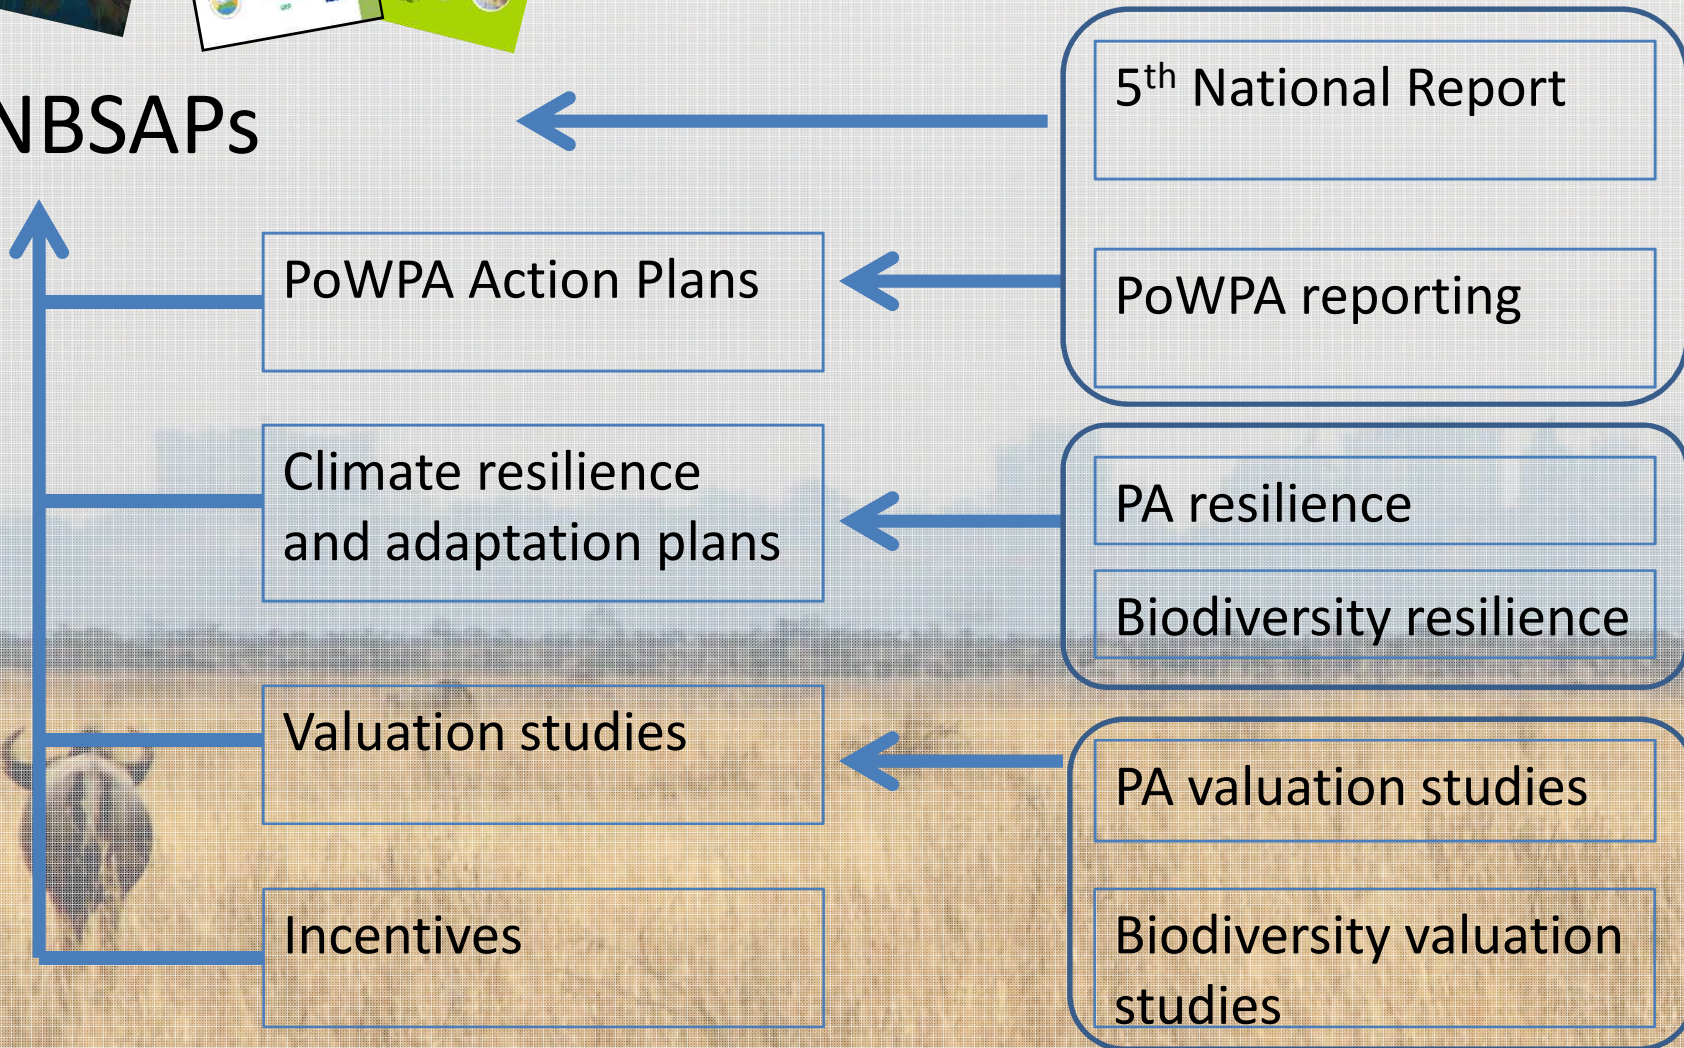 NBSAPs
5th National Report
PoWPA Action Plans
PoWPA reporting
Climate resilience
and adaptation plans
PA resilience
Biodiversity resilience
Valuation studies
PA valuation studies
Incentives
Biodiversity valuation
studies